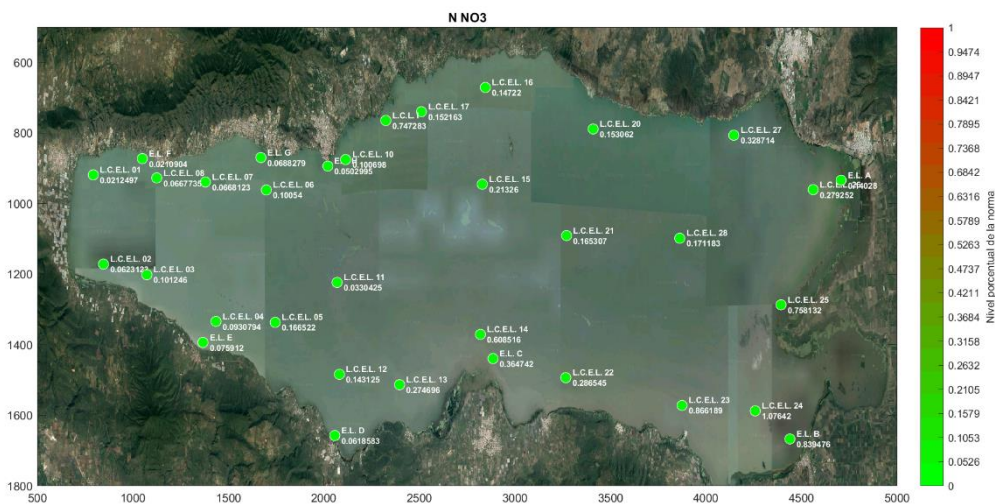 N NO3
L.C.E.L. 16
0.14722
L.C.E.L. 17
0.152163
L.C.L.
0.747283
L.C.E.L. 20
0.153062
L.C.E.L. 27
0.328714
E.L. F
0.0210904
E.L. G
0.0688279
L.C.E.L. 10
0.100698
E.L.
0.0502995
L.C.E.L. 01
0.0212497
L.C.E.L. 08
0.0667735
L.C.E.L. 07
0.0668123
L.C.E.L. 06
0.10054
L.C.E.L. 15
0.21326
E.L. A
L.C.E.L.
0.279252
L.C.E.L. 21
0.165307
L.C.E.L. 28
0.171183
L.C.E.L. 02
L.C.E.L. 03
0.101246
L.C.E.L. 11
0.0330425
L.C.E.L. 25
0.758132
L.C.E.L. 04
0.0930794
L.C.E.L. 05
0.166522
E.L. E
0.075912
L.C.E.L. 14
0.608516
E.L. C
0.364742
L.C.E.L. 12
0.143125
L.C.E.L. 13
0.274696
L.C.E.L. 22
0.286545
L.C.E.L. 23
0.866189
L.C.E.L. 24
1.07642
E.L. D
0.0618583
E.L. B
0.839476
600
800
1000
1200
1400
1600
1800
500 1000 1500 2000 2500 3000 3500 4000 4500 5000
1
0.9474
0.8947
0.8421
0.7895
0.7368
0.6842
0.6316
0.5789
0.5263
0.4737
0.4211
0.3684
0.3158
0.2632
0.2105
0.1579
0.1053
0.0526
0
Nivel porcentual de la norma